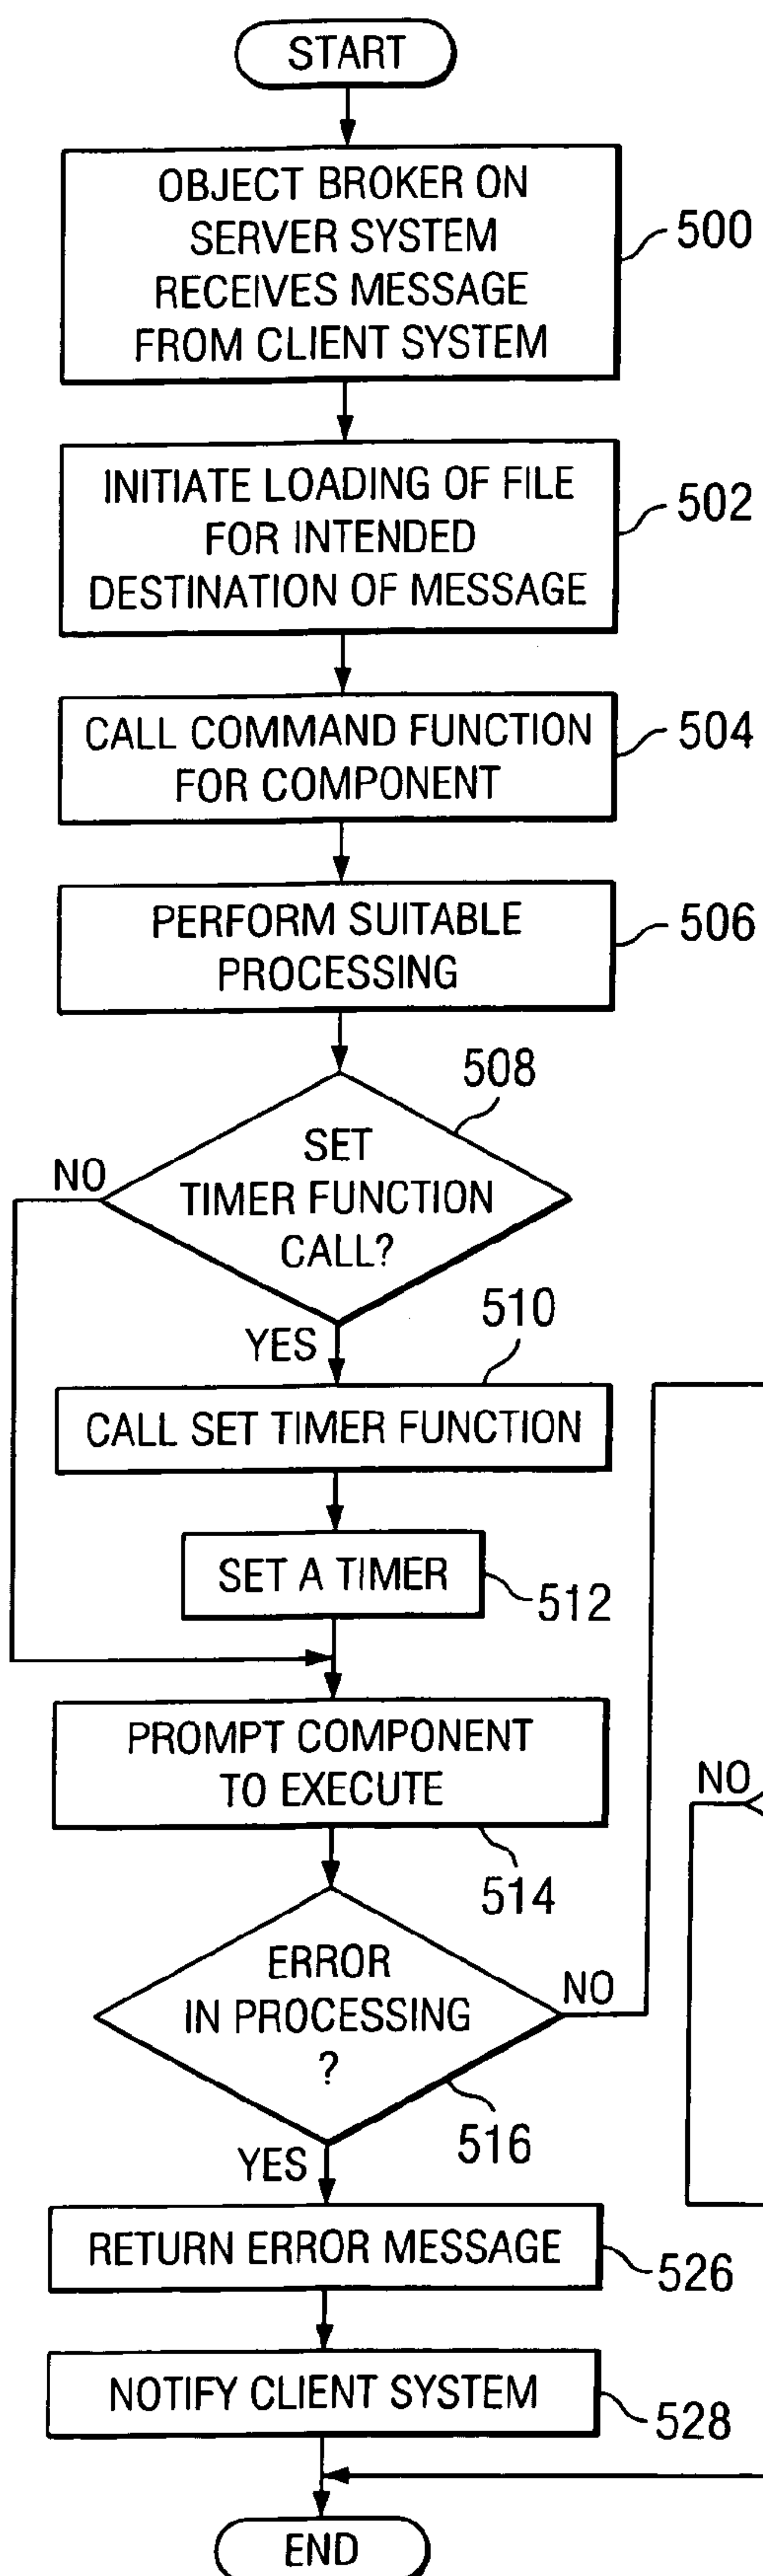 START
OBJECT BROKER ON
SERVER SYSTEM
RECEIVES MESSAGE
FROM CLIENT SYSTEM
500
INITIATE LOADING OF FILE
FOR INTENDED
DESTINATION OF MESSAGE
502
CALL COMMAND FUNCTION
FOR COMPONENT
504
PERFORM SUITABLE
PROCESSING
506
508
SET
TIMER FUNCTION
CALL?
NO
YES
510
CALL SET TIMER FUNCTION
SET A TIMER
512
PROMPT COMPONENT
TO EXECUTE
514
NO
ERROR
IN PROCESSING
?
NO
516
YES
RETURN ERROR MESSAGE
526
NOTIFY CLIENT SYSTEM
528
END